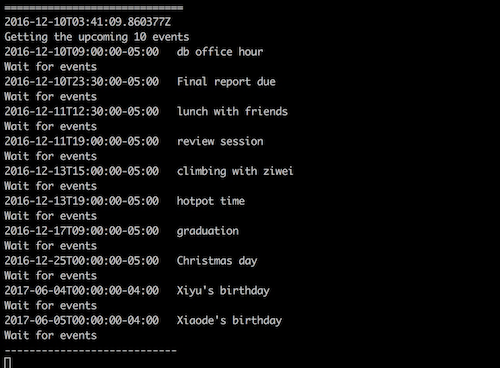 =============================
2016-12-10T03:41:09.860377Z
Getting the upcoming 10 events
2016-12-10T09:00:00-05:00 db office hour
Wait for events
2016-12-10T23:30:00-05:00 Final report due
Wait for events
2016-12-11T12:30:00-05:00 lunch with friends
Wait for events
2016-12-11T19:00:00-05:00 review session
Wait for events
2016-12-13T15:00:00-05:00 climbing with ziwei
Wait for events
2016-12-13T19:00:00-05:00 hotpot time
Wait for events
2016-12-17T09:00:00-05:00 graduation
Wait for events
2016-12-25T00:00:00-05:00 Christmas day
Wait for events
2017-06-04T00:00:00-04:00 Xiyu's birthday
Wait for events
2017-06-05T00:00:00-04:00 Xiaode's birthday
Wait for events
----------------------------